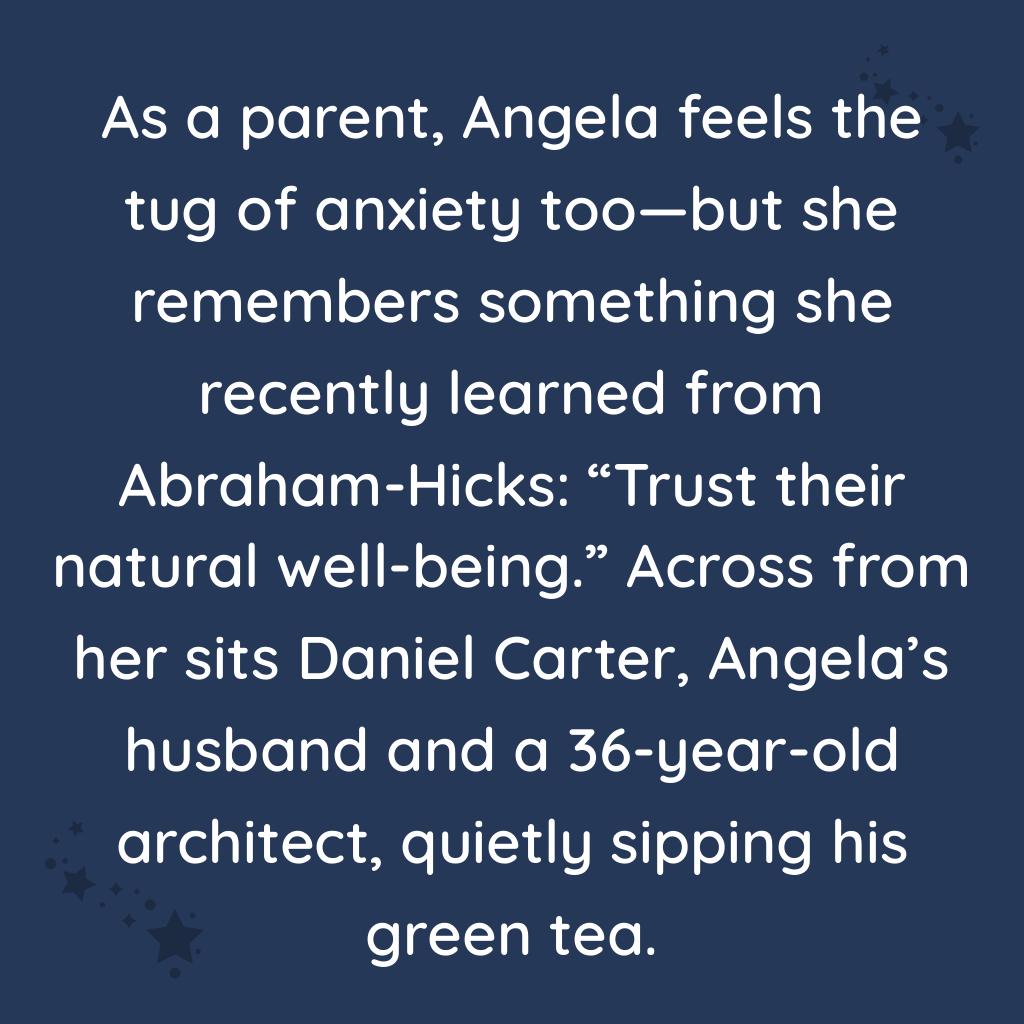 As a parent, Angela feels the
tug of anxiety too—but she
remembers something she
recently learned from
Abraham-Hicks: “Trust their
natural well-being.” Across from
her sits Daniel Carter, Angela’s
husband and a 36-year-old
architect, quietly sipping his
green tea.